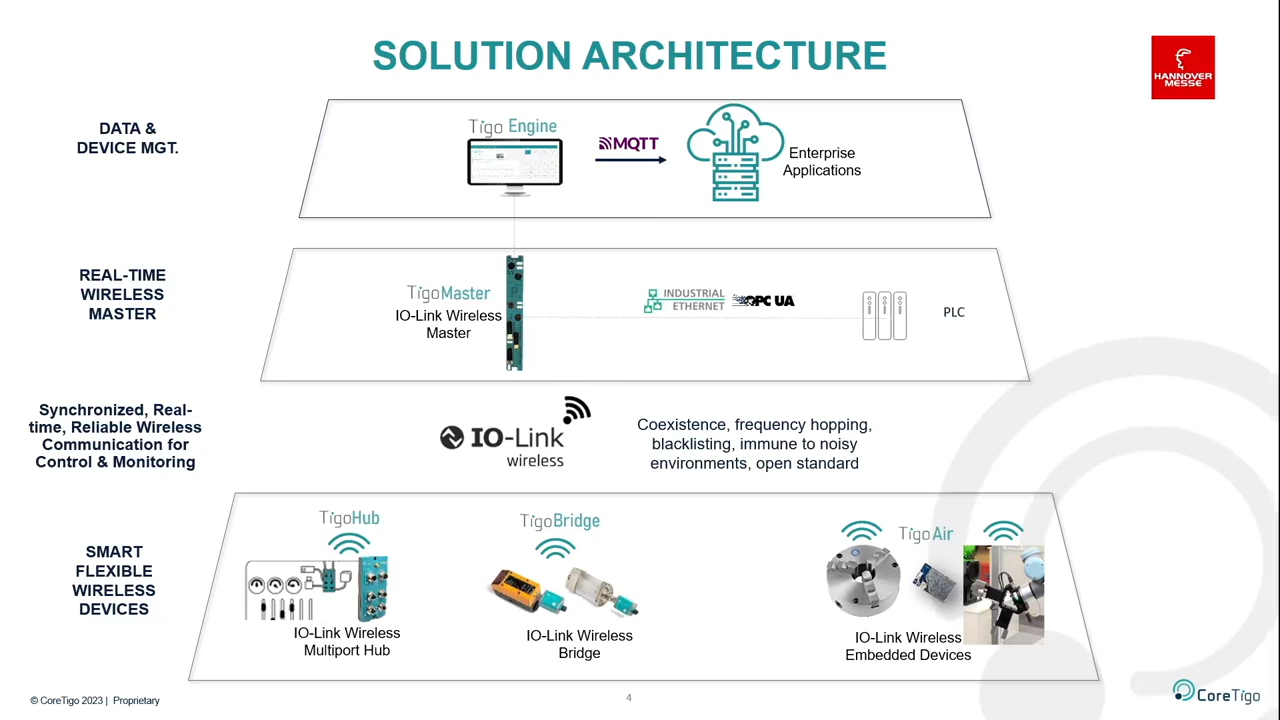 SOLUTION ARCHITECTURE
HANNOVER
MESSE
DATA &
DEVICE MGT.
Tigo Engine
MQTT
Enterprise
Applications
REAL-TIME
WIRELESS
MASTER
TigoMaster
IO-Link Wireless
Master
INDUSTRIAL
ETHERNET
OPC UA
PLC
Synchronized, Real-
time, Reliable Wireless
Communication for
Control & Monitoring
IO-Link
wireless
Coexistence, frequency hopping,
blacklisting, immune to noisy
environments, open standard
SMART
FLEXIBLE
WIRELESS
DEVICES
TigoHub
IO-Link Wireless
Multiport Hub
TigoBridge
IO-Link Wireless
Bridge
TigoAir
IO-Link Wireless
Embedded Devices
© CoreTigo 2023 | Proprietary
4
CoreTigo